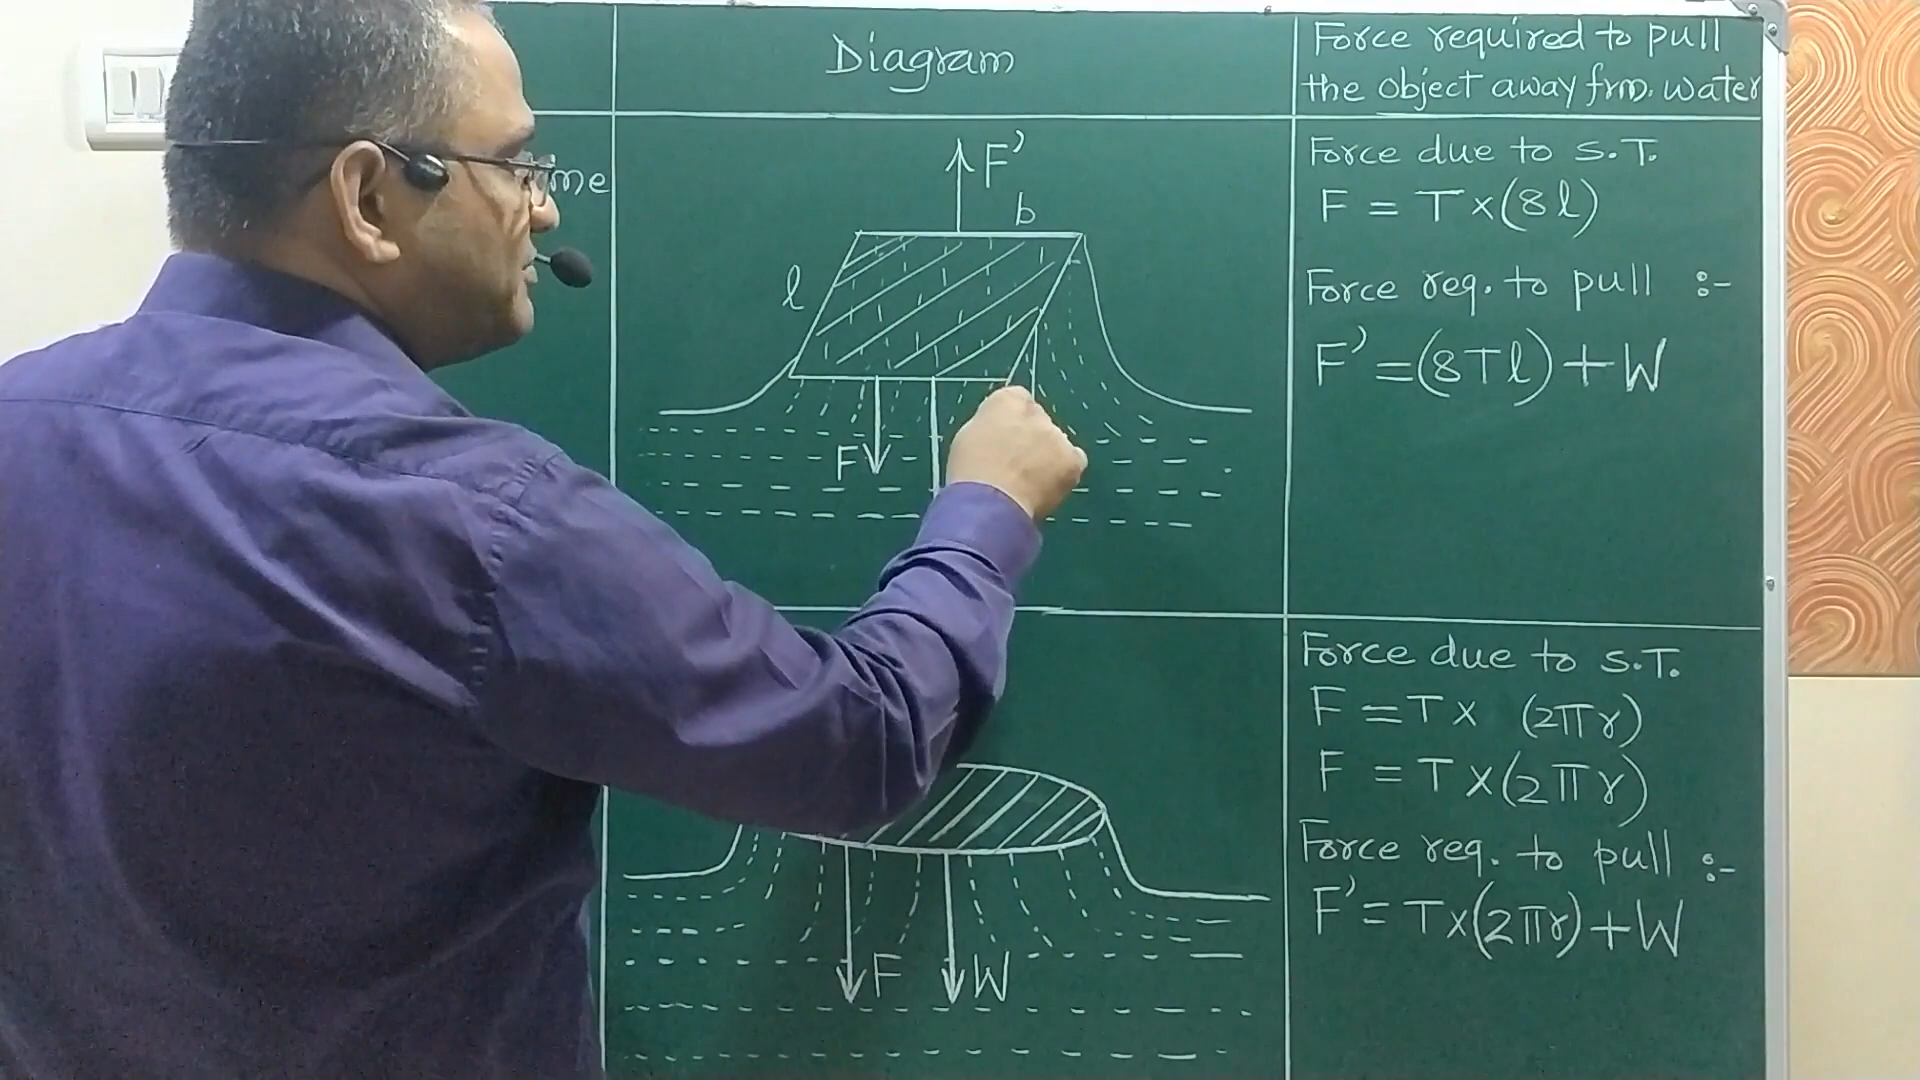 Diagram
Force required to pull
the object away frm. water
me
F'
b
l
F
Force due to S.T.
F = T×(8l)
Force req. to pull :-
F' =(8Tl)+W
Force due to S.T.
F =T× (2πr)
F = T×(2πr)
Force req. to pull :-
F'= T×(2πr)+W
F
W